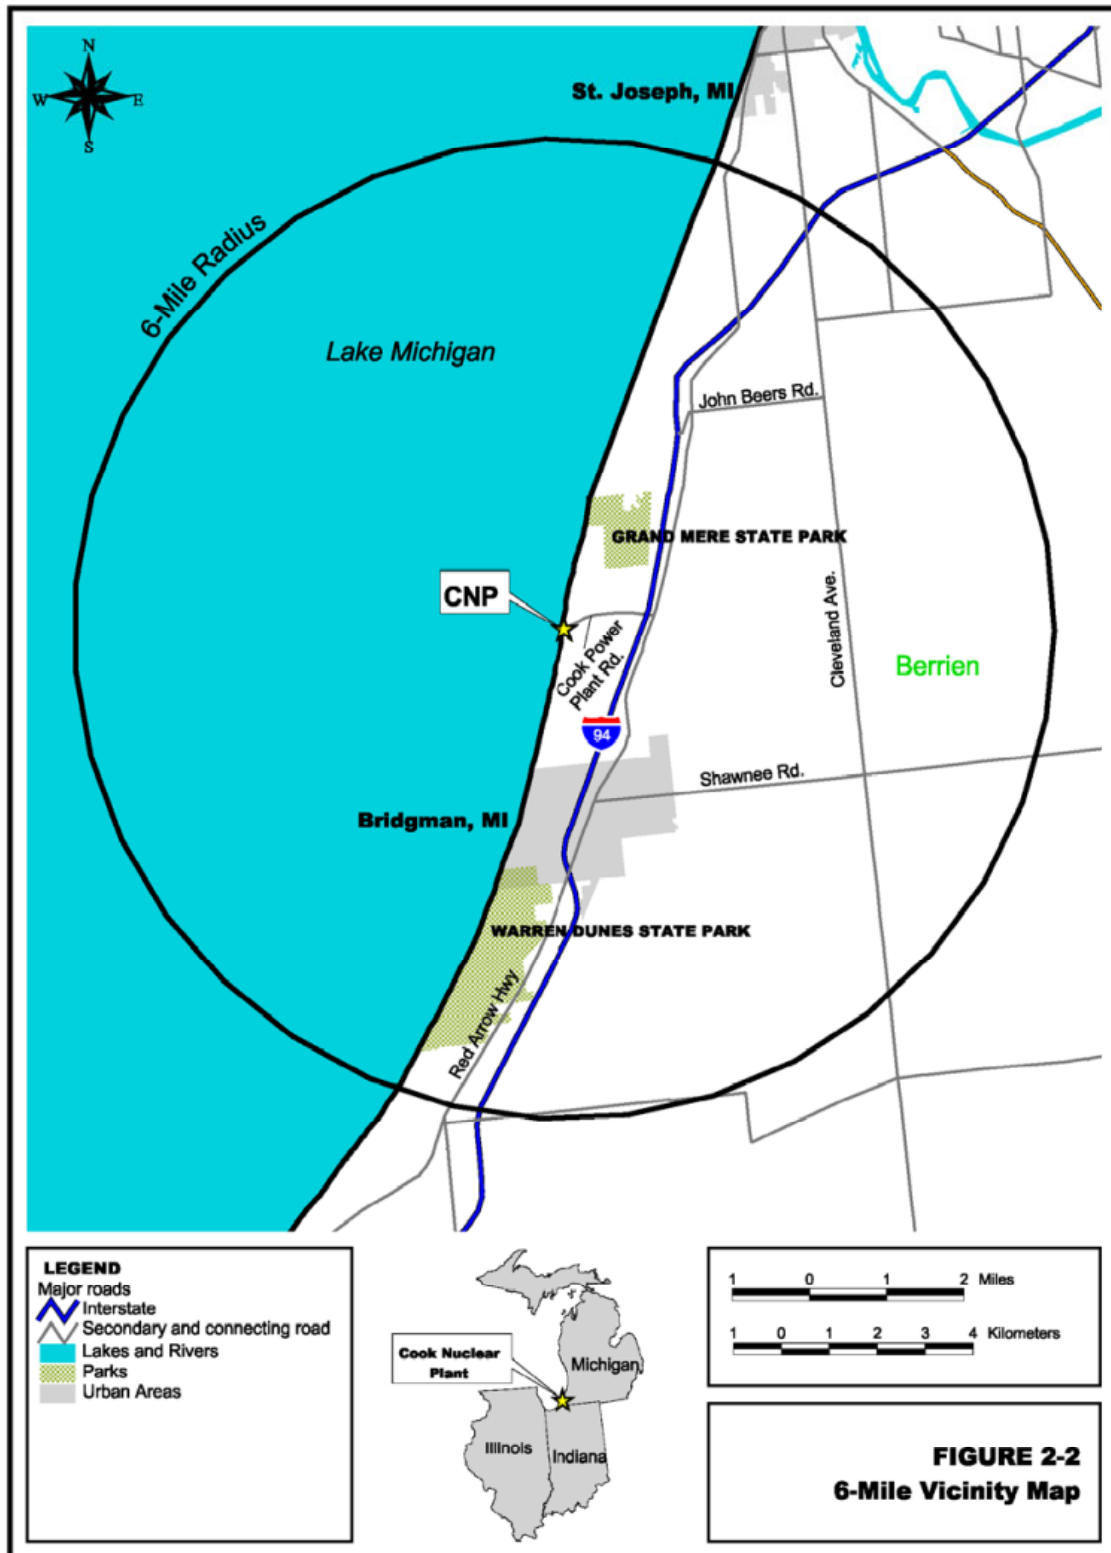 N
W E
S
St. Joseph, MI
6-Mile Radius
Lake Michigan
John Beers Rd.
GRAND MERE STATE PARK
CNP
Cook Power
Plant Rd.
Cleveland Ave.
Berrien
94
Shawnee Rd.
Bridgman, MI
WARREN DUNES STATE PARK
Red Arrow Hwy
LEGEND
Major roads
Interstate
Secondary and connecting road
Lakes and Rivers
Parks
Urban Areas
Cook Nuclear
Plant
Michigan
Illinois
Indiana
1 0 1 2 Miles
1 0 1 2 3 4 Kilometers
FIGURE 2-2
6-Mile Vicinity Map